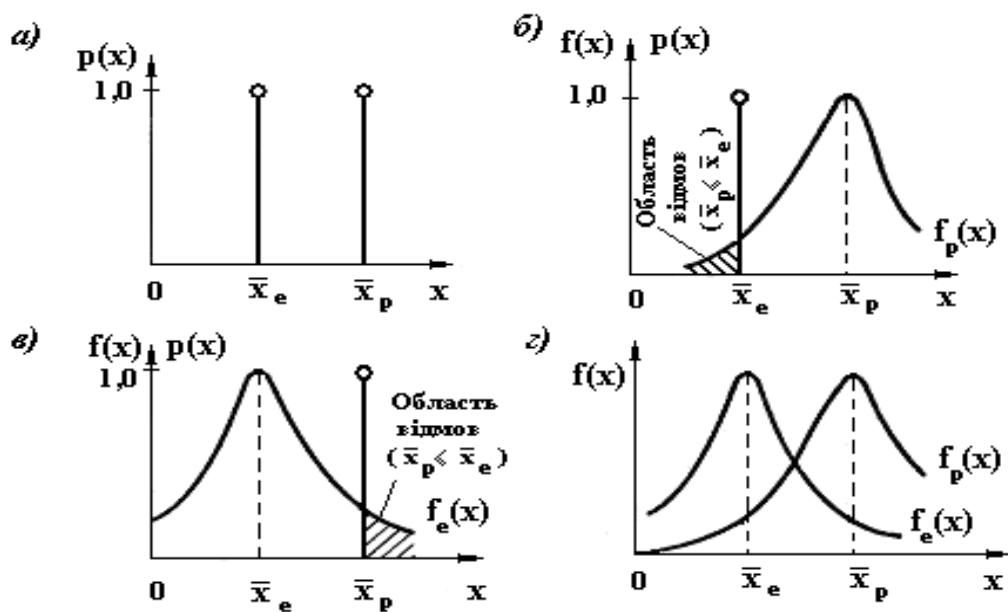 а)
p(x)
1,0
0
x̅ₑ
x̅ₚ
x
б)
f(x) p(x)
1,0
Область
відмов
(x̅ₚ ⩽ x̅ₑ)
fₚ(x)
0
x̅ₑ
x̅ₚ
x
в)
f(x) p(x)
1,0
Область
відмов
(x̅ₚ ⩽ x̅ₑ)
fₑ(x)
0
x̅ₑ
x̅ₚ
x
г)
f(x)
fₚ(x)
fₑ(x)
0
x̅ₑ
x̅ₚ
x